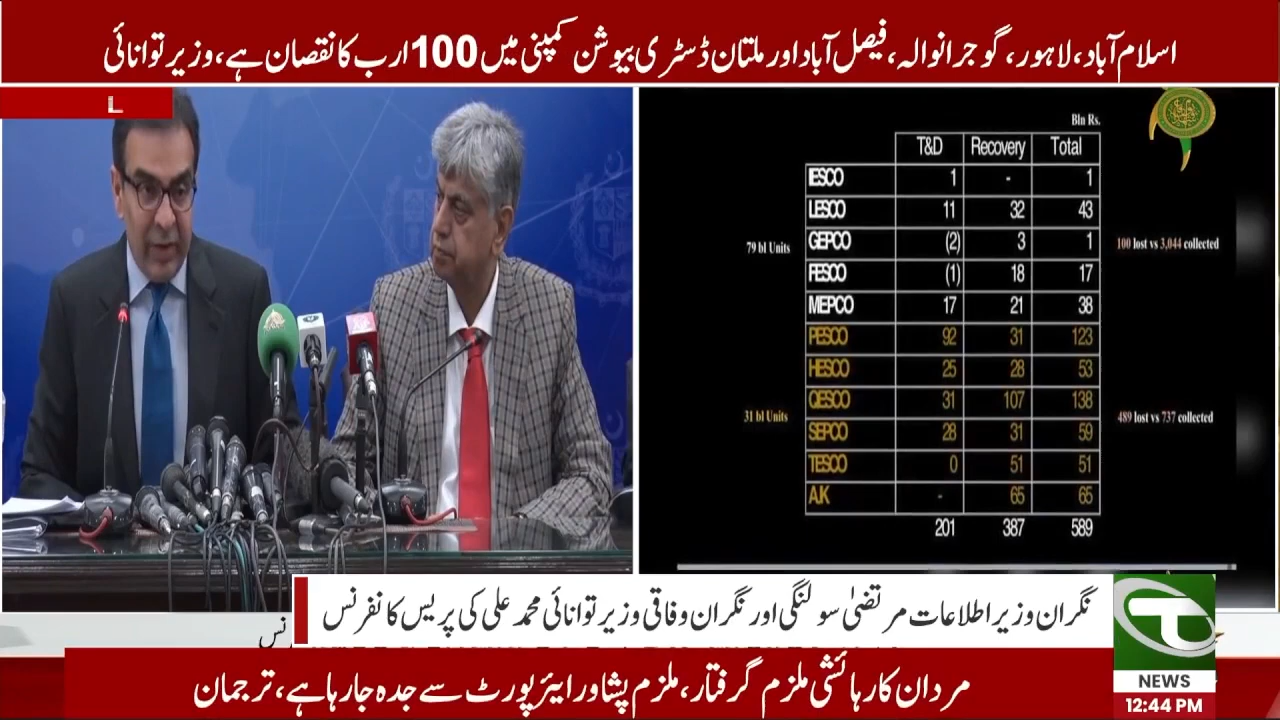 اسلام آباد، لاہور، گوجرانوالہ، فیصل آباد اور ملتان ڈسٹری بیوشن کمپنی میں 100 ارب کا نقصان ہے، وزیر توانائی
Bln Rs.
T&D Recovery Total
IESCO 1 - 1
LESCO 11 32 43
GEPCO (2) 3 1
FESCO (1) 18 17
MEPCO 17 21 38
PESCO 92 31 123
HESCO 25 28 53
QESCO 31 107 138
SEPCO 28 31 59
TESCO 0 51 51
AJK - 65 65
201 387 589
79 bl Units
100 lost vs 3,044 collected
31 bl Units
489 lost vs 737 collected
نگران وزیر اطلاعات مرتضیٰ سولنگی اور نگران وفاقی وزیر توانائی محمد علی کی پریس کانفرنس
مردان کا رہائشی ملزم گرفتار، ملزم پشاور ایئرپورٹ سے جدہ جا رہا ہے، ترجمان
NEWS
12:44 PM